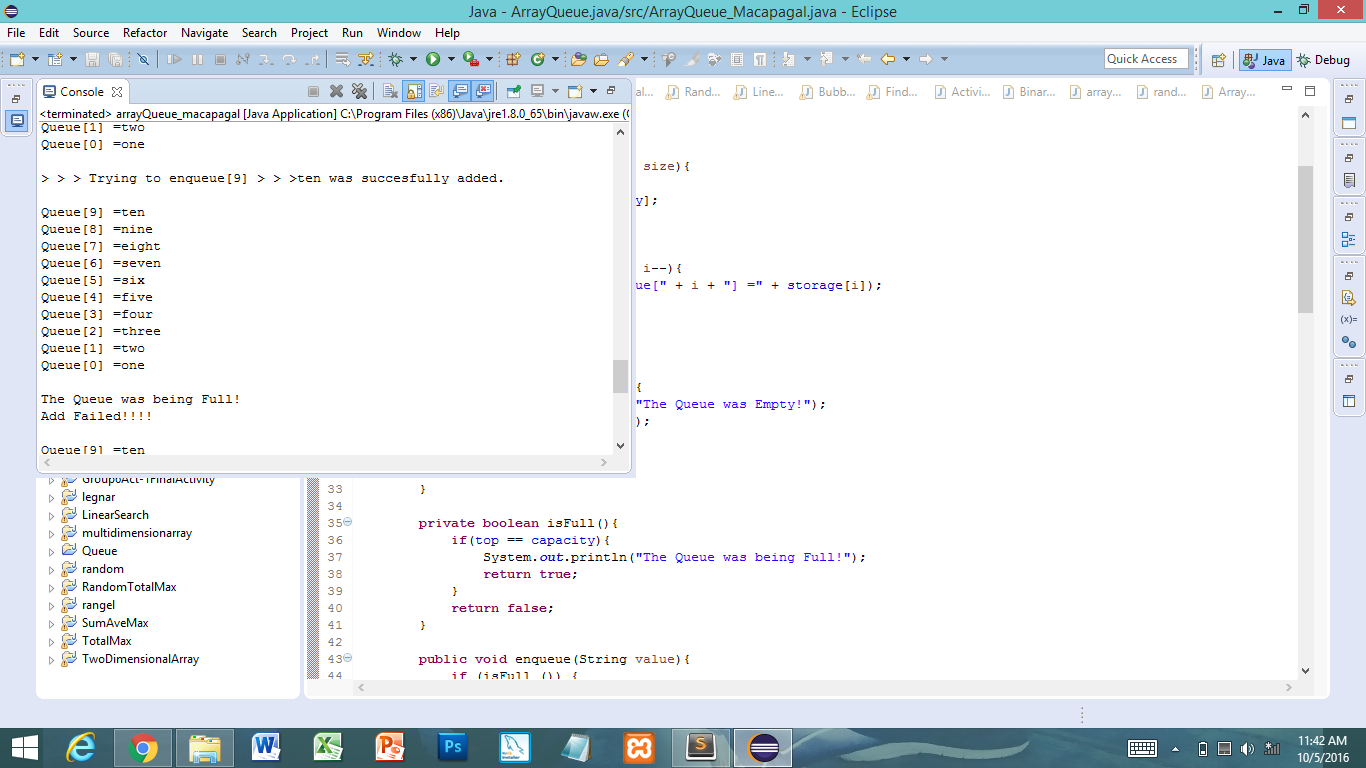 Java - ArrayQueue.java/src/ArrayQueue_Macapagal.java - Eclipse
File Edit Source Refactor Navigate Search Project Run Window Help
Quick Access
Java
Debug
Console
al... Rand... Line... Bubb... Find... Activi... Binar... array... rand... Array...
<terminated> arrayQueue_macapagal [Java Application] C:\Program Files (x86)\Java\jre1.8.0_65\bin\javaw.exe (
Queue[1] =two
Queue[0] =one
> > > Trying to enqueue[9] > > >ten was succesfully added.
Queue[9] =ten
Queue[8] =nine
Queue[7] =eight
Queue[6] =seven
Queue[5] =six
Queue[4] =five
Queue[3] =four
Queue[2] =three
Queue[1] =two
Queue[0] =one
The Queue was being Full!
Add Failed!!!!
Queue[9] =ten
size){
y];
i--){
ue[" + i + "] =" + storage[i]);
{
"The Queue was Empty!");
);
(x)=
GroupoAct-1FinalActivity
legnar
LinearSearch
multidimensionarray
Queue
random
RandomTotalMax
rangel
SumAveMax
TotalMax
TwoDimensionalArray
33 }
34
35 private boolean isFull(){
36 if(top == capacity){
37 System.out.println("The Queue was being Full!");
38 return true;
39 }
40 return false;
41 }
42
43 public void enqueue(String value){
44 if (isFull ()) {
11:42 AM
10/5/2016